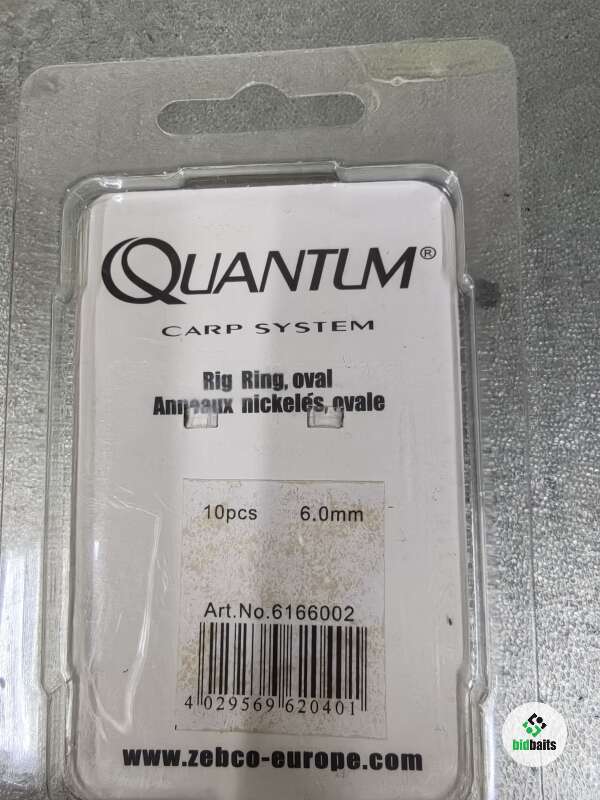 QUANTUM®
CARP SYSTEM
Rig Ring, oval
Anneaux nickelés, ovale
10pcs 6.0mm
Art.No.6166002
4 029569 620401
www.zebco-europe.com
bidbaits